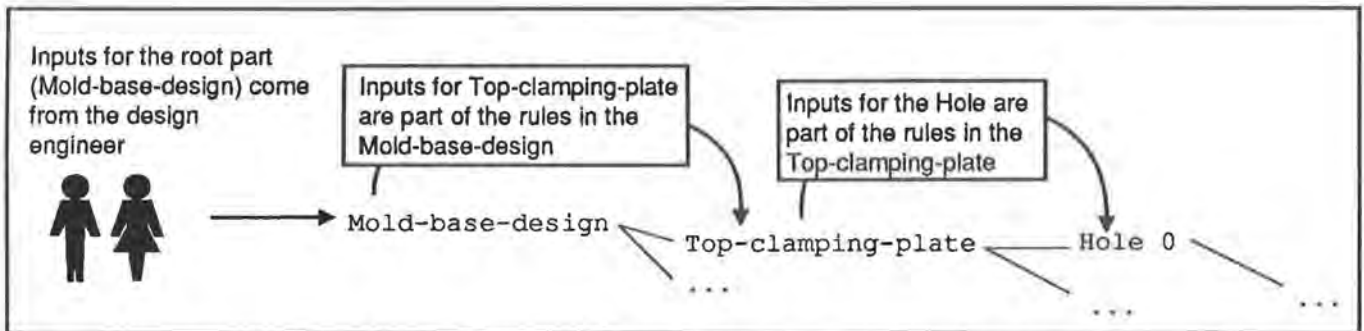 Inputs for the root part
(Mold-base-design) come
from the design
engineer
Inputs for Top-clamping-plate
are part of the rules in the
Mold-base-design
Inputs for the Hole are
part of the rules in the
Top-clamping-plate
Mold-base-design
Top-clamping-plate
Hole 0
...
...
...